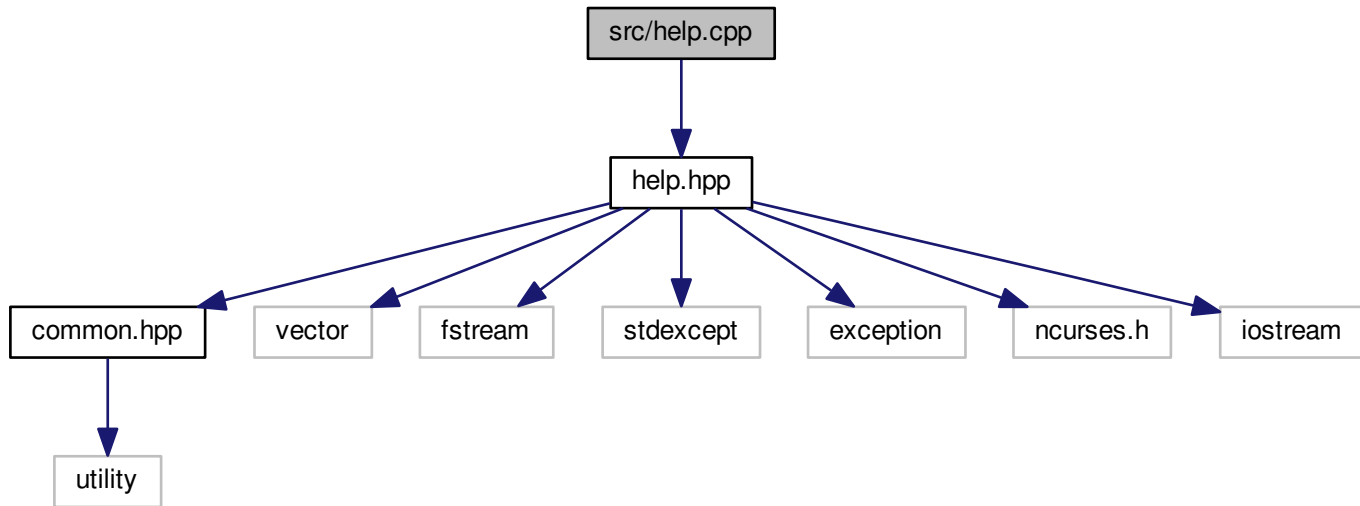 src/help.cpp
help.hpp
common.hpp
vector
fstream
stdexcept
exception
ncurses.h
iostream
utility